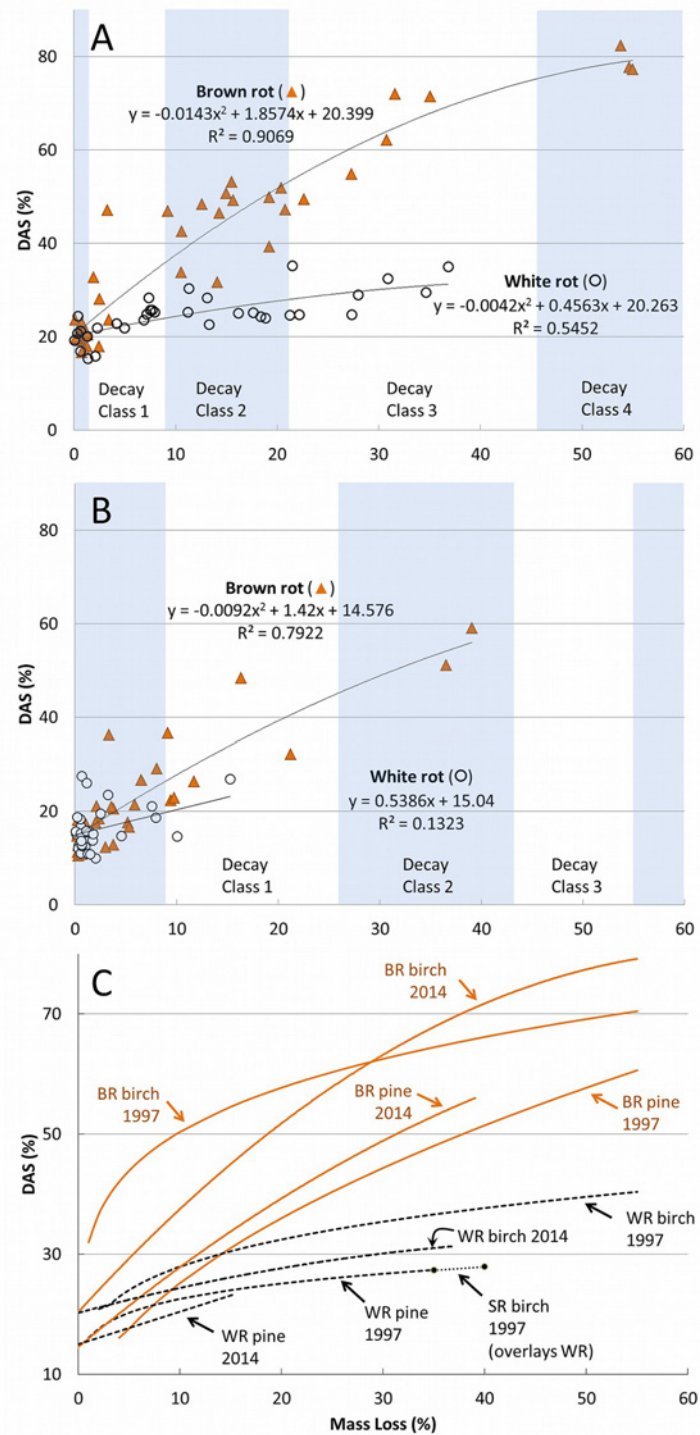 A
80
60
40
20
0
DAS (%)
Brown rot (▲)
y = -0.0143x² + 1.8574x + 20.399
R² = 0.9069
White rot (O)
y = -0.0042x² + 0.4563x + 20.263
R² = 0.5452
Decay
Class 1
Decay
Class 2
Decay
Class 3
Decay
Class 4
0 10 20 30 40 50 60
B
80
60
40
20
0
DAS (%)
Brown rot (▲)
y = -0.0092x² + 1.42x + 14.576
R² = 0.7922
White rot (O)
y = 0.5386x + 15.04
R² = 0.1323
Decay
Class 1
Decay
Class 2
Decay
Class 3
0 10 20 30 40 50 60
C
70
50
30
10
DAS (%)
BR birch
2014
BR birch
1997
BR pine
2014
BR pine
1997
WR birch
1997
WR birch 2014
WR pine
1997
SR birch
1997
(overlays WR)
WR pine
2014
0 10 20 30 40 50 60
Mass Loss (%)